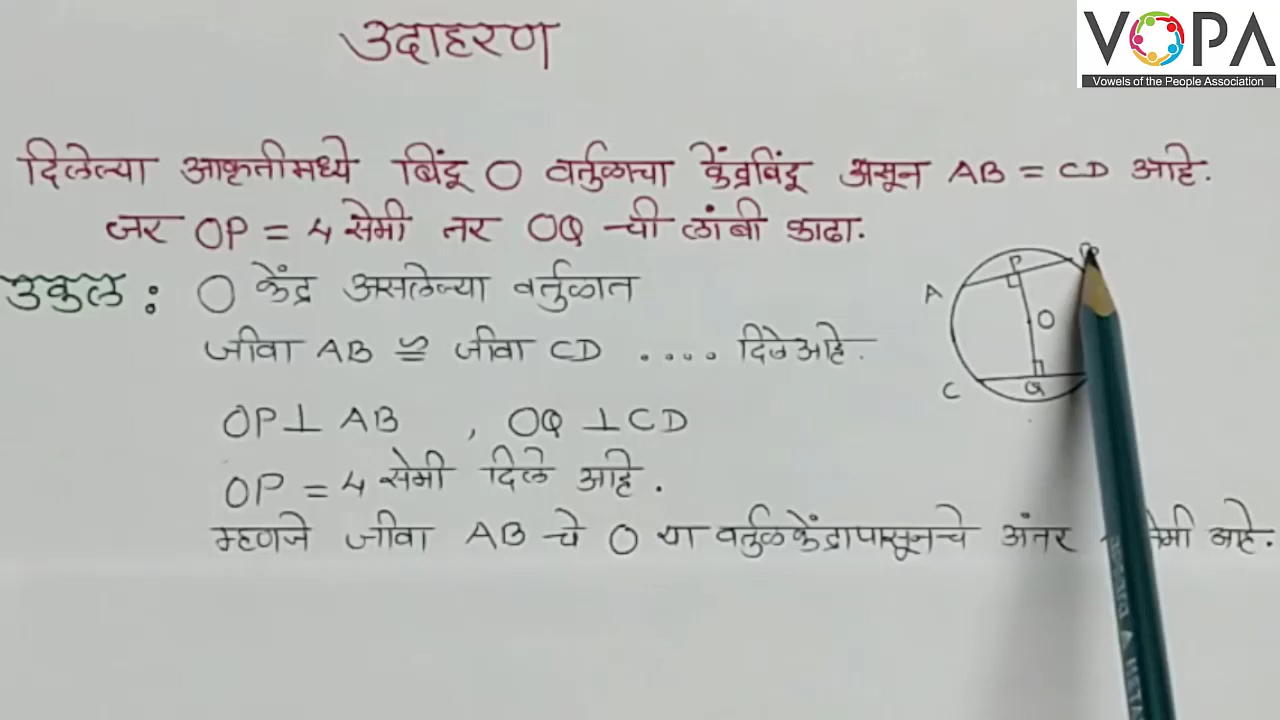 उदाहरण
VOPA
Vowels of the People Association
दिलेल्या आकृतीमध्ये बिंदू O वर्तुळाचा केंद्रबिंदू असून AB = CD आहे.
जर OP = 4 सेमी तर OQ ची लांबी काढा.
उकल : O केंद्र असलेल्या वर्तुळात
जीवा AB ≅ जीवा CD .... दिले आहे.
OP ⊥ AB , OQ ⊥ CD
OP = 4 सेमी दिले आहे.
म्हणजे जीवा AB चे O या वर्तुळकेंद्रापासूनचे अंतर सेमी आहे.
P
A
O
C
Q